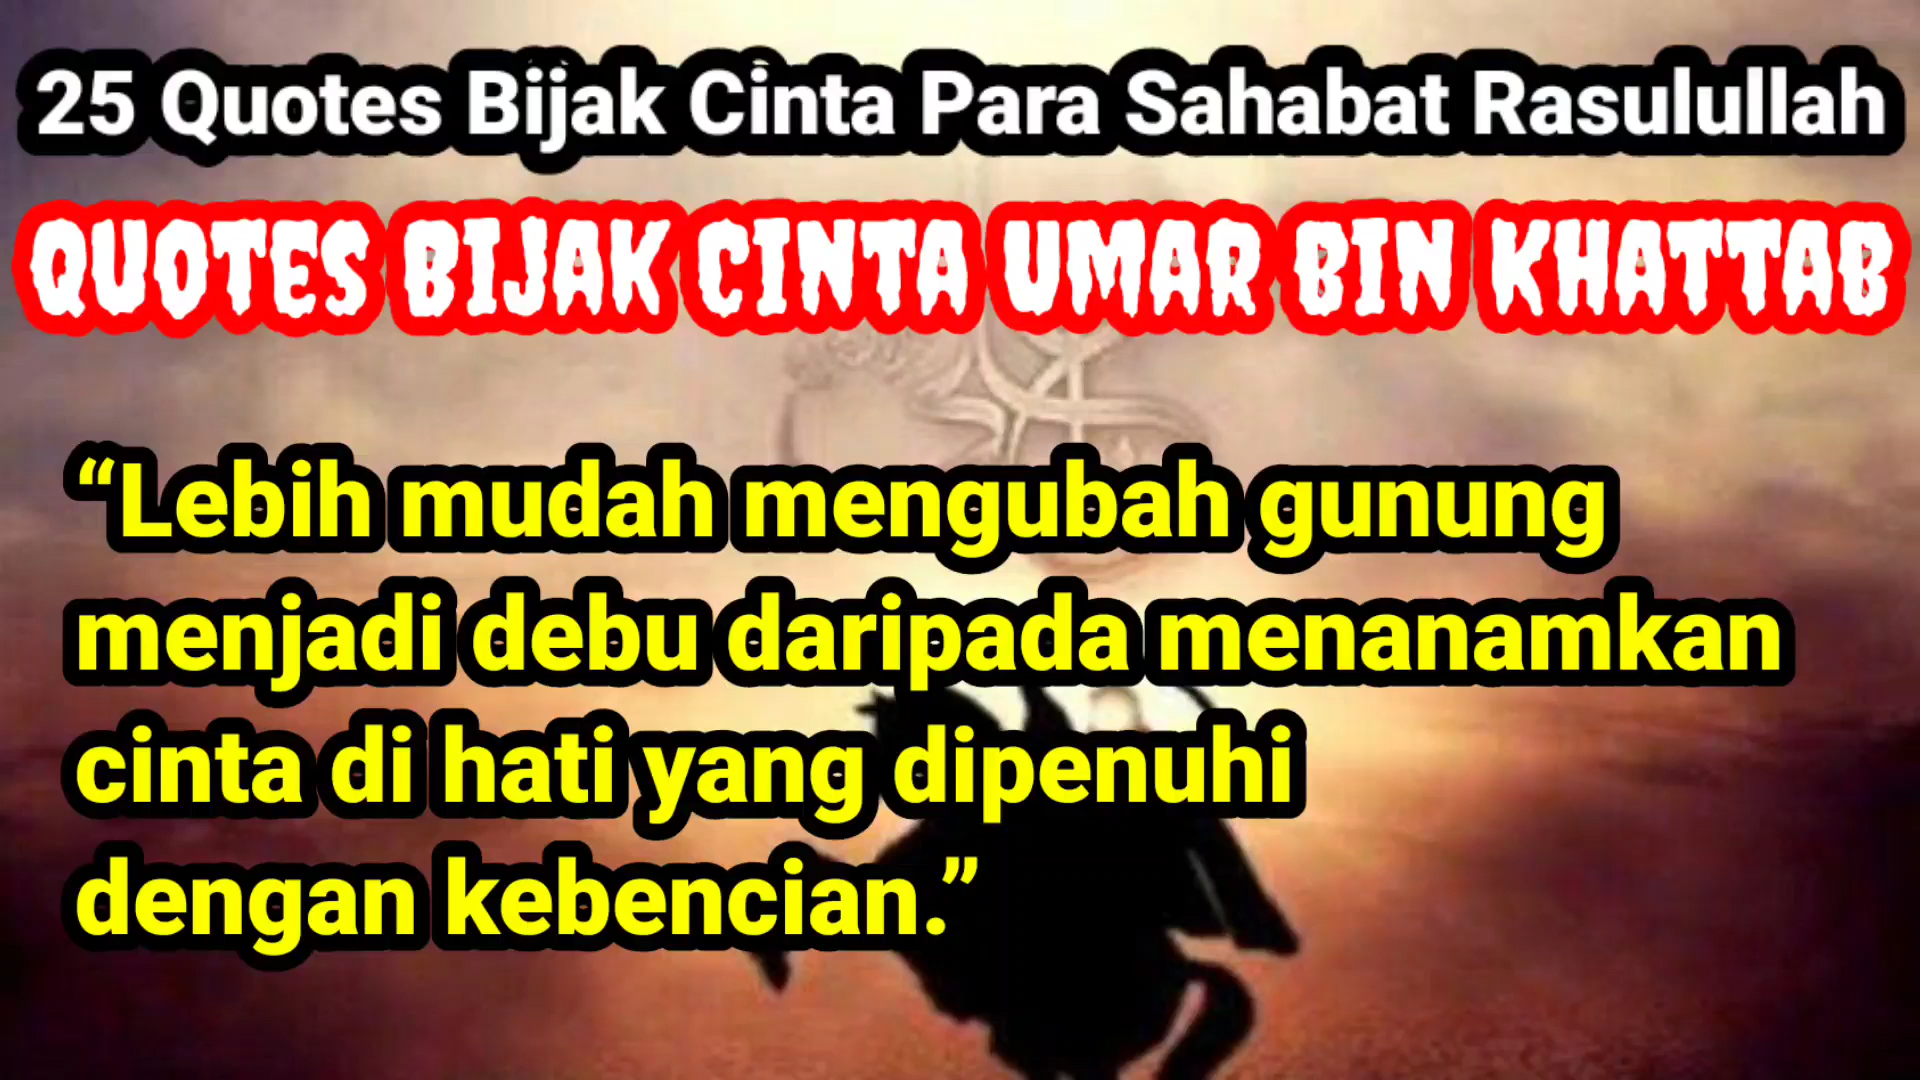 25 Quotes Bijak Cinta Para Sahabat Rasulullah
QUOTES BIJAK CINTA UMAR BIN KHATTAB
“Lebih mudah mengubah gunung
menjadi debu daripada menanamkan
cinta di hati yang dipenuhi
dengan kebencian.”